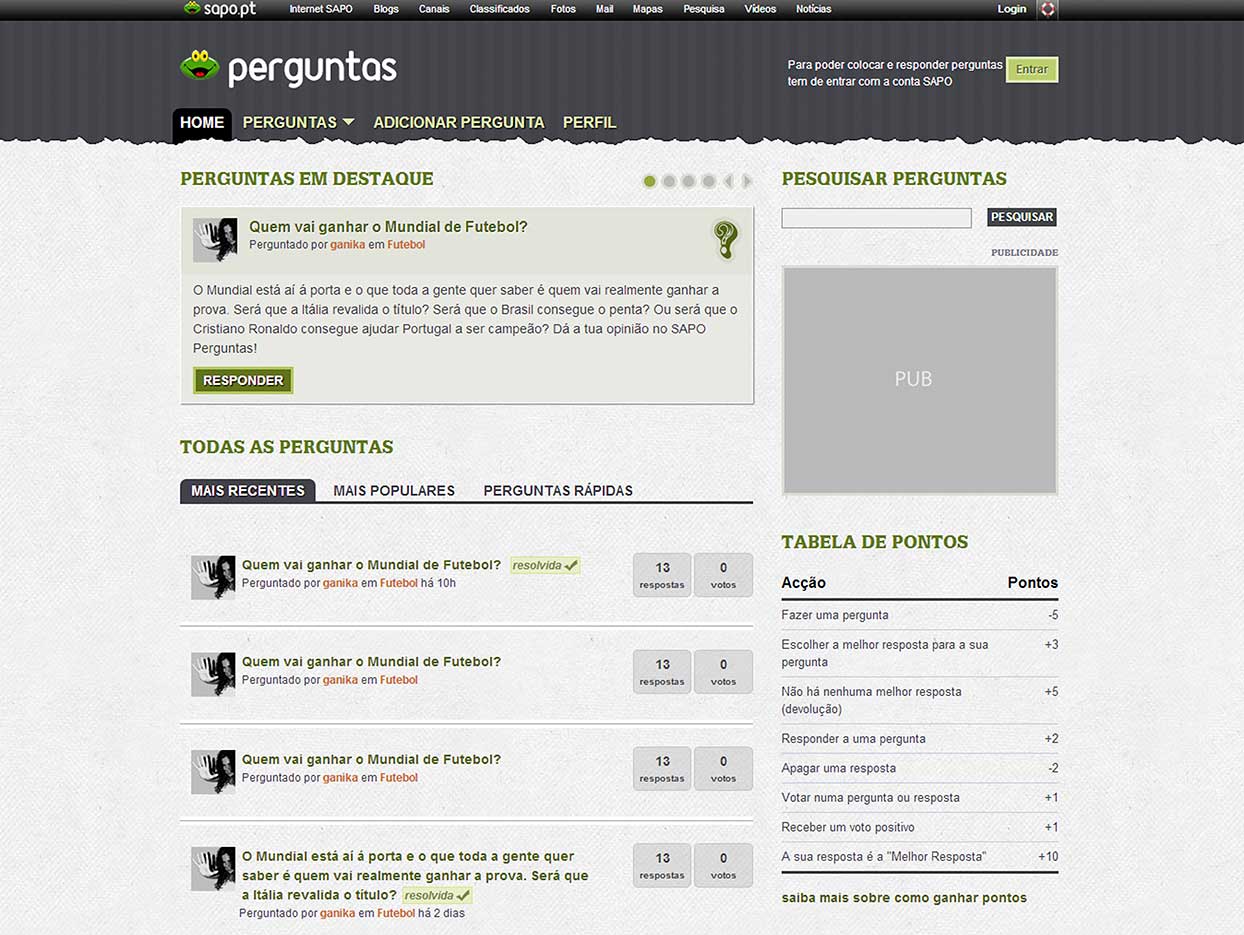 sapo.pt Internet SAPO Blogs Canais Classificados Fotos Mail Mapas Pesquisa Vídeos Notícias Login
perguntas
Para poder colocar e responder perguntas
tem de entrar com a conta SAPO
Entrar
HOME PERGUNTAS ADICIONAR PERGUNTA PERFIL
PERGUNTAS EM DESTAQUE
Quem vai ganhar o Mundial de Futebol?
Perguntado por ganika em Futebol
O Mundial está aí á porta e o que toda a gente quer saber é quem vai realmente ganhar a
prova. Será que a Itália revalida o título? Será que o Brasil consegue o penta? Ou será que o
Cristiano Ronaldo consegue ajudar Portugal a ser campeão? Dá a tua opinião no SAPO
Perguntas!
RESPONDER
TODAS AS PERGUNTAS
MAIS RECENTES MAIS POPULARES PERGUNTAS RÁPIDAS
Quem vai ganhar o Mundial de Futebol? resolvida
Perguntado por ganika em Futebol há 10h
13 0
respostas votos
Quem vai ganhar o Mundial de Futebol?
Perguntado por ganika em Futebol
13 0
respostas votos
Quem vai ganhar o Mundial de Futebol?
Perguntado por ganika em Futebol
13 0
respostas votos
O Mundial está aí á porta e o que toda a gente quer
saber é quem vai realmente ganhar a prova. Será que
a Itália revalida o título? resolvida
Perguntado por ganika em Futebol há 2 dias
13 0
respostas votos
PESQUISAR PERGUNTAS
PESQUISAR
PUBLICIDADE
PUB
TABELA DE PONTOS
Acção Pontos
Fazer uma pergunta -5
Escolher a melhor resposta para a sua +3
pergunta
Não há nenhuma melhor resposta +5
(devolução)
Responder a uma pergunta +2
Apagar uma resposta -2
Votar numa pergunta ou resposta +1
Receber um voto positivo +1
A sua resposta é a "Melhor Resposta" +10
saiba mais sobre como ganhar pontos